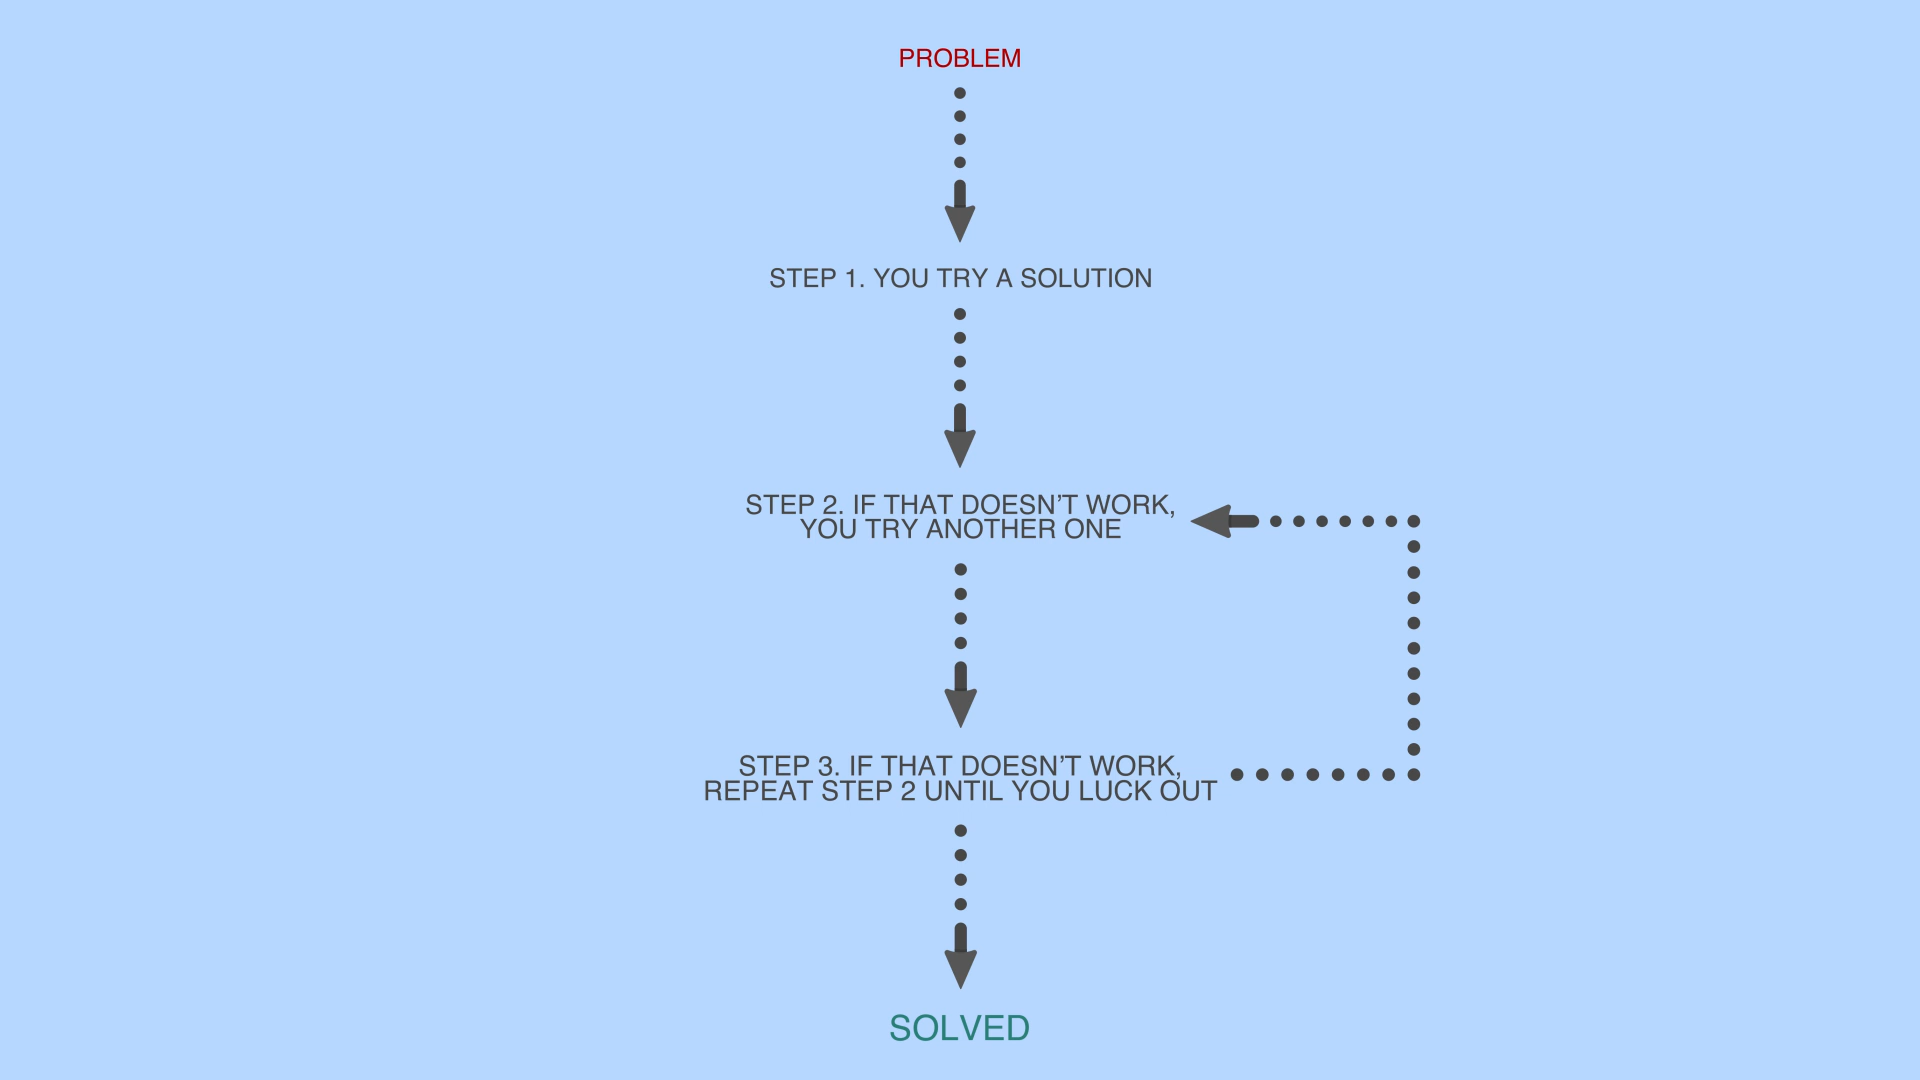 PROBLEM
STEP 1. YOU TRY A SOLUTION
STEP 2. IF THAT DOESN’T WORK,
YOU TRY ANOTHER ONE
STEP 3. IF THAT DOESN’T WORK,
REPEAT STEP 2 UNTIL YOU LUCK OUT
SOLVED